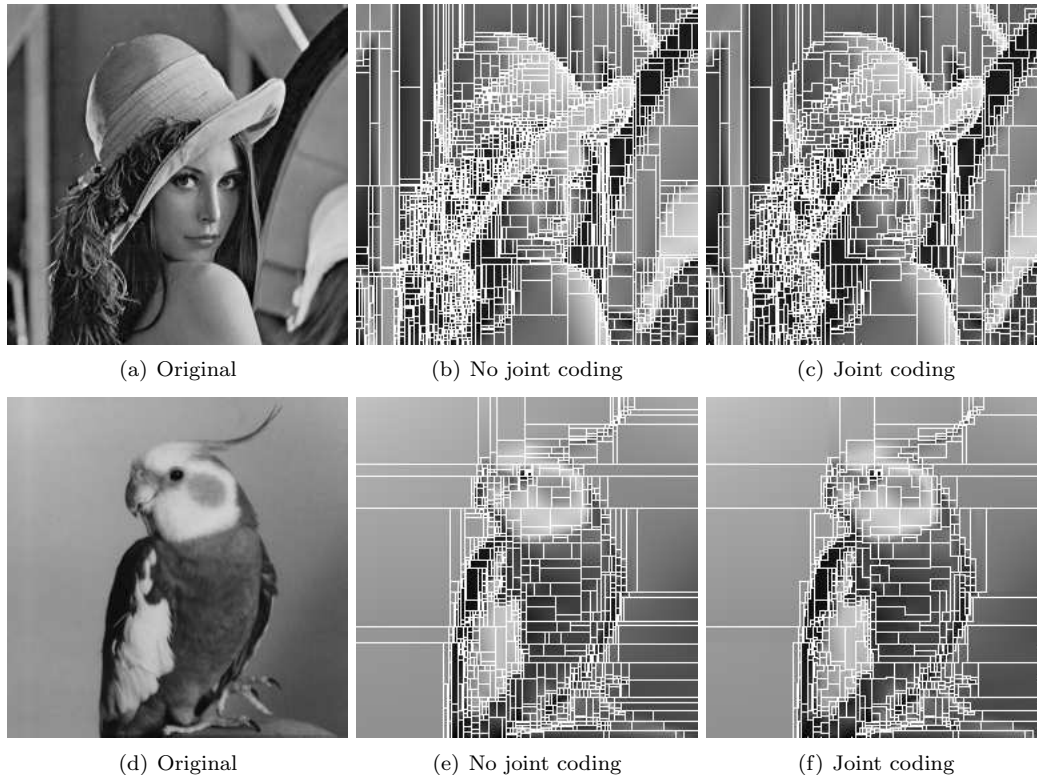 (a) Original
(b) No joint coding
(c) Joint coding
(d) Original
(e) No joint coding
(f) Joint coding